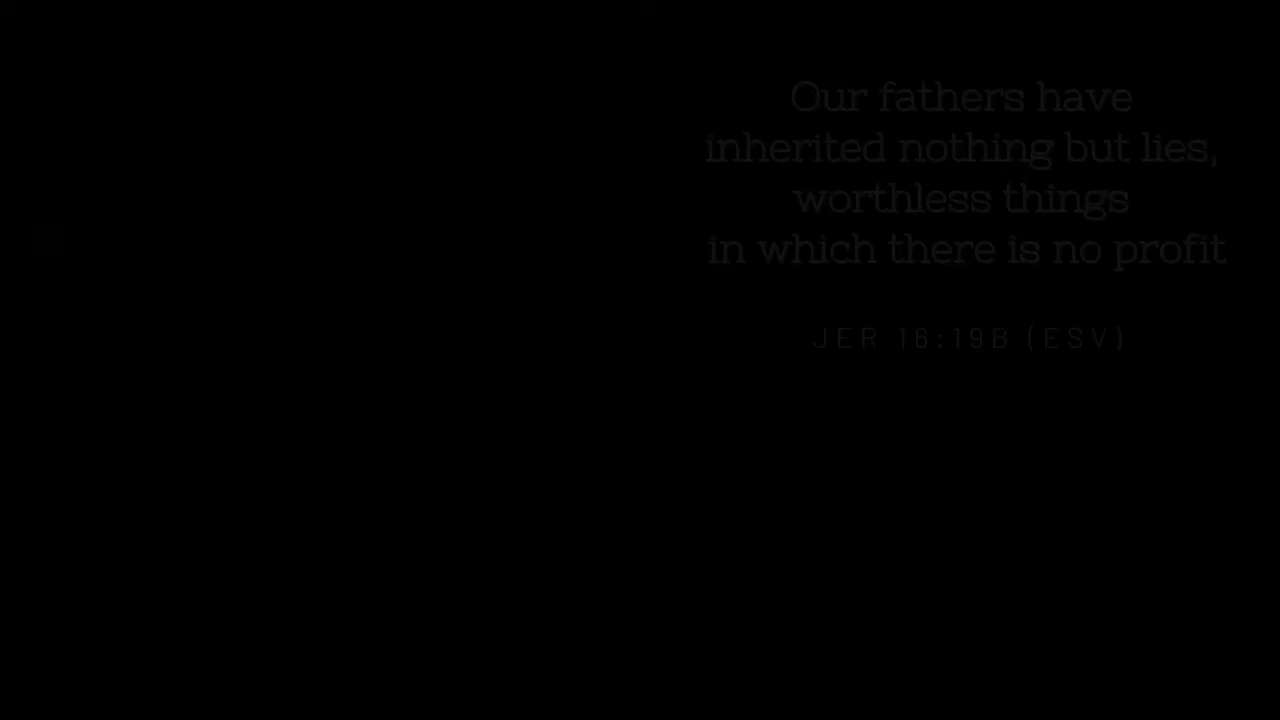 Our fathers have
inherited nothing but lies,
worthless things
in which there is no profit
JER 16:19B (ESV)